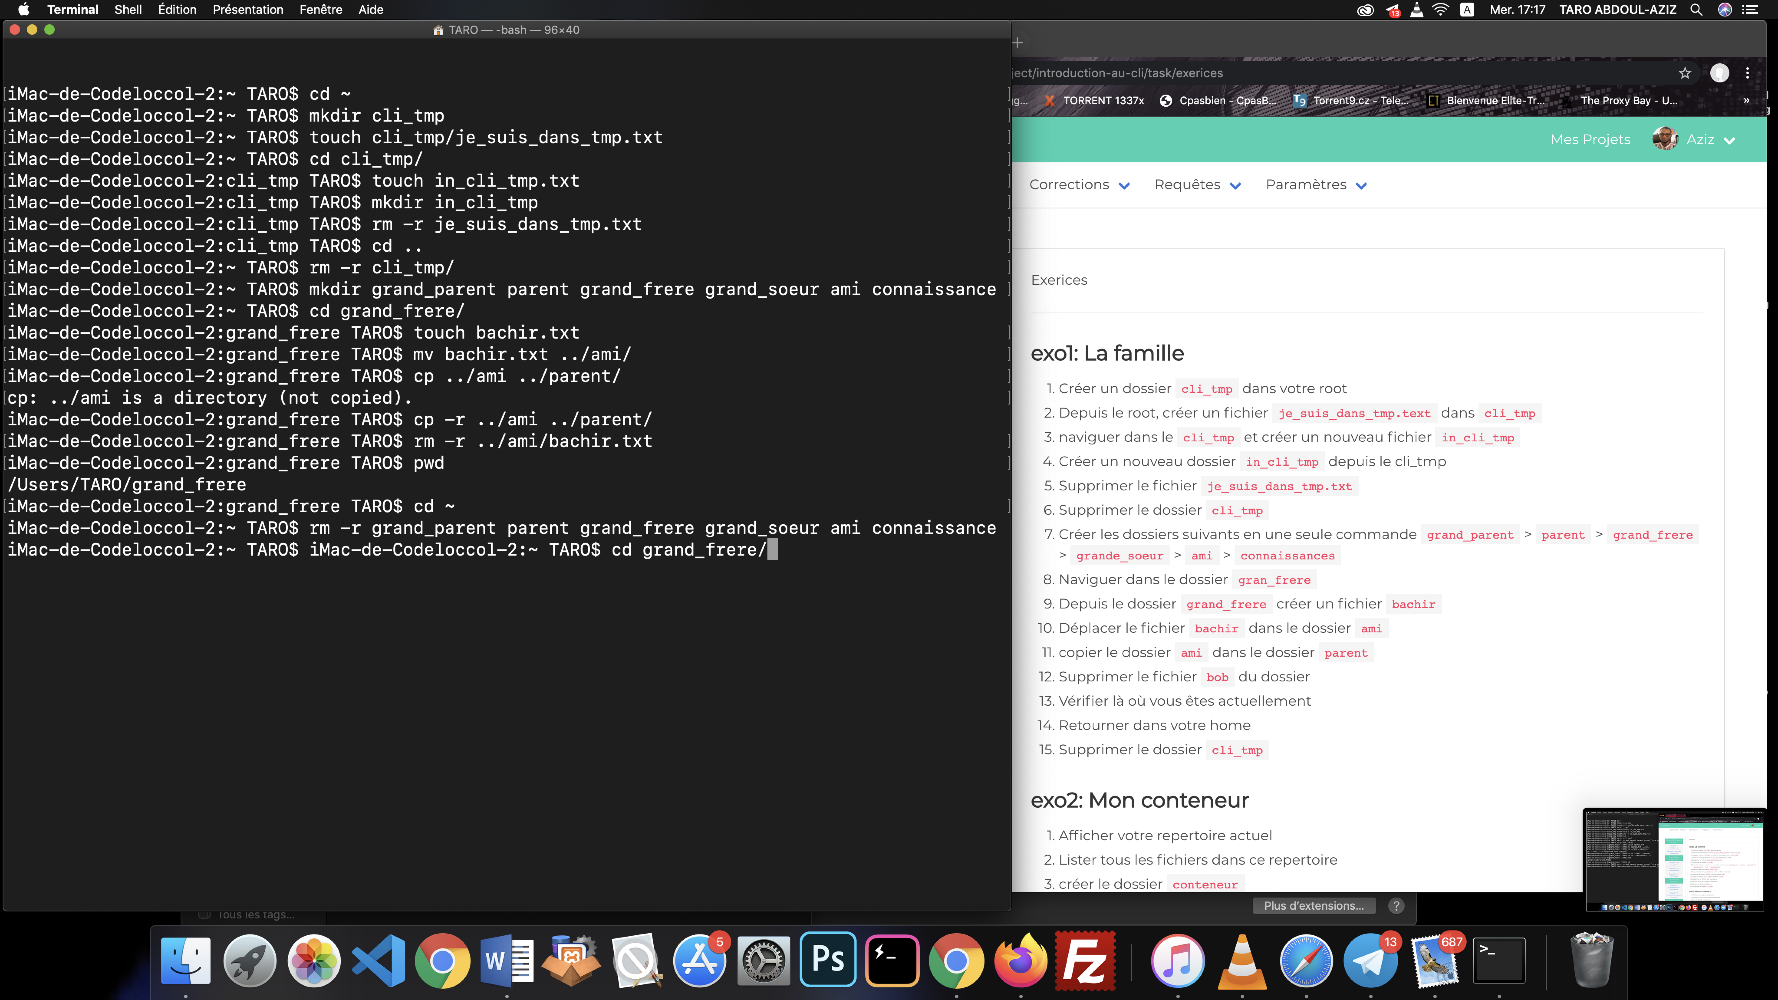 Terminal Shell Édition Présentation Fenêtre Aide
13 A Mer. 17:17 TARO ABDOUL-AZIZ
TARO — -bash — 96×40
iMac-de-Codeloccol-2:~ TARO$ cd ~
iMac-de-Codeloccol-2:~ TARO$ mkdir cli_tmp
iMac-de-Codeloccol-2:~ TARO$ touch cli_tmp/je_suis_dans_tmp.txt
iMac-de-Codeloccol-2:~ TARO$ cd cli_tmp/
iMac-de-Codeloccol-2:cli_tmp TARO$ touch in_cli_tmp.txt
iMac-de-Codeloccol-2:cli_tmp TARO$ mkdir in_cli_tmp
iMac-de-Codeloccol-2:cli_tmp TARO$ rm -r je_suis_dans_tmp.txt
iMac-de-Codeloccol-2:cli_tmp TARO$ cd ..
iMac-de-Codeloccol-2:~ TARO$ rm -r cli_tmp/
iMac-de-Codeloccol-2:~ TARO$ mkdir grand_parent parent grand_frere grand_soeur ami connaissance
iMac-de-Codeloccol-2:~ TARO$ cd grand_frere/
iMac-de-Codeloccol-2:grand_frere TARO$ touch bachir.txt
iMac-de-Codeloccol-2:grand_frere TARO$ mv bachir.txt ../ami/
iMac-de-Codeloccol-2:grand_frere TARO$ cp ../ami ../parent/
cp: ../ami is a directory (not copied).
iMac-de-Codeloccol-2:grand_frere TARO$ cp -r ../ami ../parent/
iMac-de-Codeloccol-2:grand_frere TARO$ rm -r ../ami/bachir.txt
iMac-de-Codeloccol-2:grand_frere TARO$ pwd
/Users/TARO/grand_frere
iMac-de-Codeloccol-2:grand_frere TARO$ cd ~
iMac-de-Codeloccol-2:~ TARO$ rm -r grand_parent parent grand_frere grand_soeur ami connaissance
iMac-de-Codeloccol-2:~ TARO$ iMac-de-Codeloccol-2:~ TARO$ cd grand_frere/
ject/introduction-au-cli/task/exerices
ug... TORRENT 1337x Cpasbien - CpasB... Torrent9.cz - Tele... Bienvenue Elite-Tr... The Proxy Bay - U... »
Mes Projets Aziz
Corrections Requêtes Paramètres
Exerices
exo1: La famille
1. Créer un dossier cli_tmp dans votre root
2. Depuis le root, créer un fichier je_suis_dans_tmp.text dans cli_tmp
3. naviguer dans le cli_tmp et créer un nouveau fichier in_cli_tmp
4. Créer un nouveau dossier in_cli_tmp depuis le cli_tmp
5. Supprimer le fichier je_suis_dans_tmp.txt
6. Supprimer le dossier cli_tmp
7. Créer les dossiers suivants en une seule commande grand_parent > parent > grand_frere
> grande_soeur > ami > connaissances
8. Naviguer dans le dossier gran_frere
9. Depuis le dossier grand_frere créer un fichier bachir
10. Déplacer le fichier bachir dans le dossier ami
11. copier le dossier ami dans le dossier parent
12. Supprimer le fichier bob du dossier
13. Vérifier là où vous êtes actuellement
14. Retourner dans votre home
15. Supprimer le dossier cli_tmp
exo2: Mon conteneur
1. Afficher votre repertoire actuel
2. Lister tous les fichiers dans ce repertoire
3. créer le dossier conteneur
Tous les tags...
Plus d'extensions... ?
W 5 Ps >_ Fz 13 687 >_